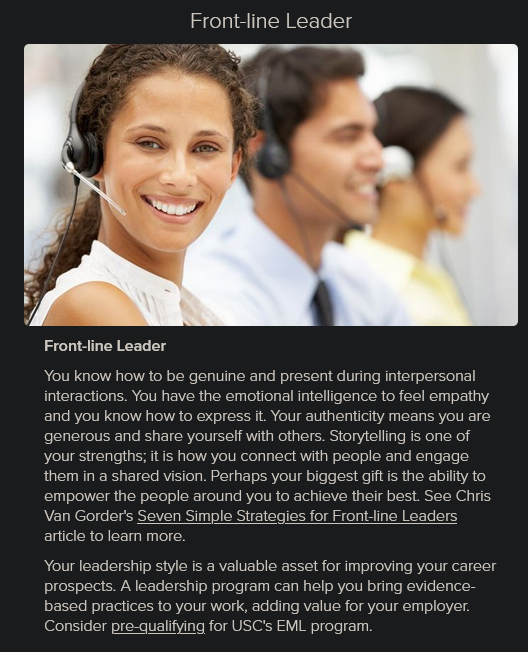 Front-line Leader
Front-line Leader
You know how to be genuine and present during interpersonal
interactions. You have the emotional intelligence to feel empathy
and you know how to express it. Your authenticity means you are
generous and share yourself with others. Storytelling is one of
your strengths; it is how you connect with people and engage
them in a shared vision. Perhaps your biggest gift is the ability to
empower the people around you to achieve their best. See Chris
Van Gorder's Seven Simple Strategies for Front-line Leaders
article to learn more.
Your leadership style is a valuable asset for improving your career
prospects. A leadership program can help you bring evidence-
based practices to your work, adding value for your employer.
Consider pre-qualifying for USC's EML program.